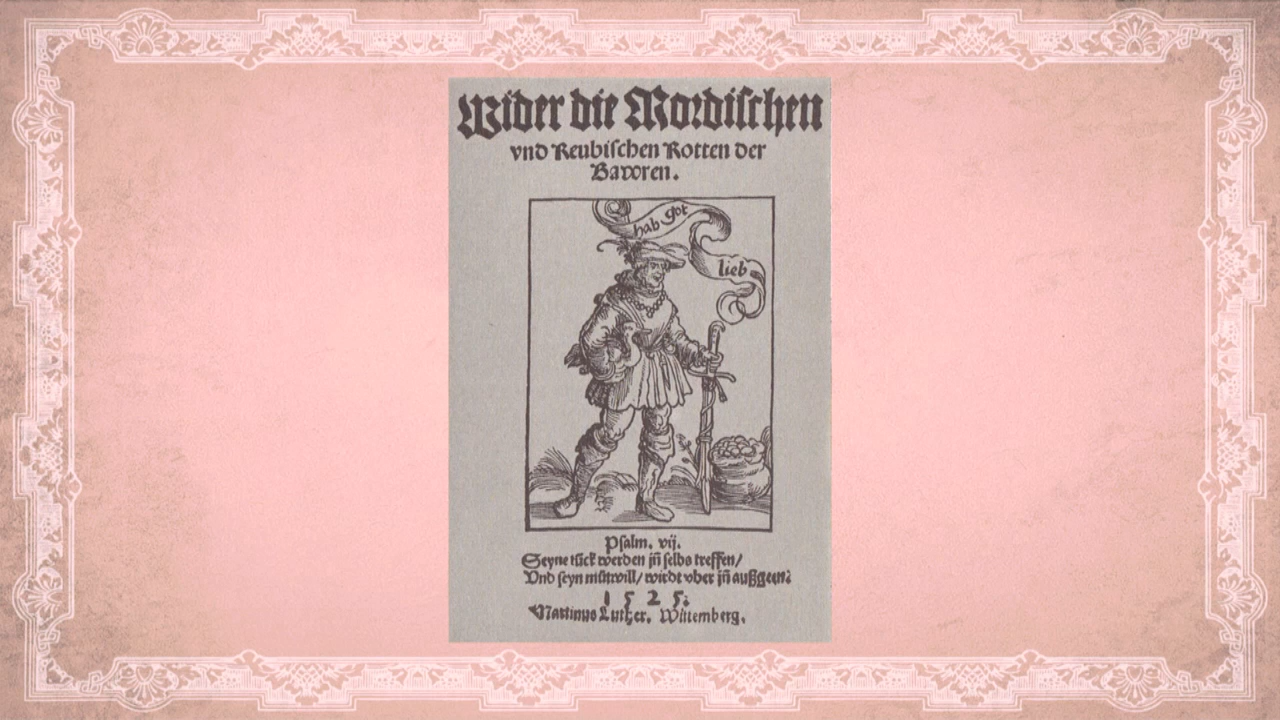 Wider die Mordischen
vnd Reubischen Rotten der
Bawren.
hab got
lieb
Psalm. vij.
Seyne tück werden jn̄ selbs treffen/
Vnd seyn mûtwill/ wirdt vber jn̄ außgeen:
1525.
Martinus Luther. Wittemberg.